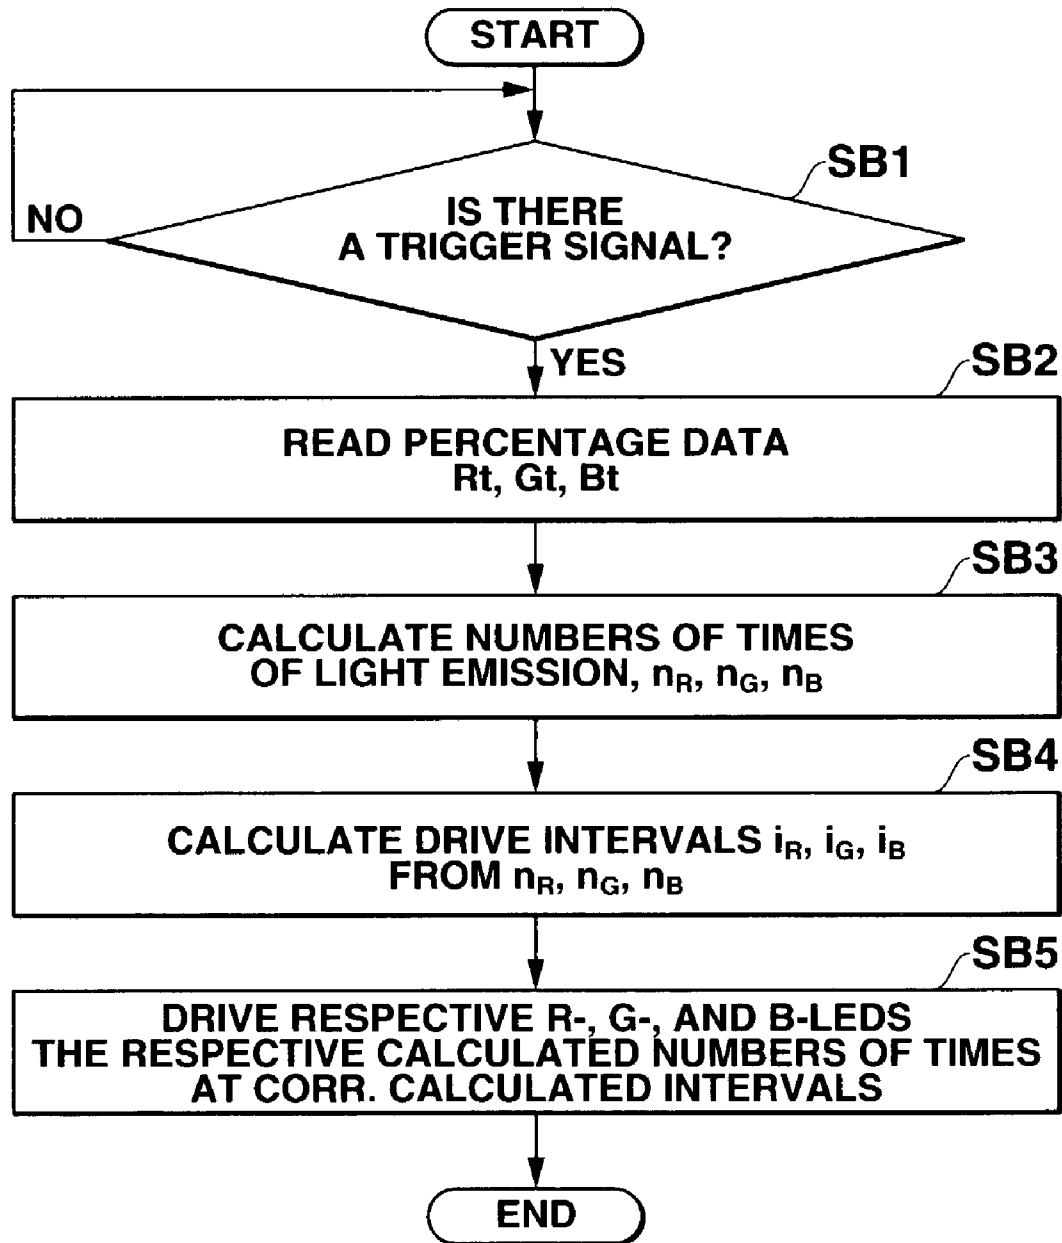 START
SB1
IS THERE
A TRIGGER SIGNAL?
NO
YES
SB2
READ PERCENTAGE DATA
Rt, Gt, Bt
SB3
CALCULATE NUMBERS OF TIMES
OF LIGHT EMISSION, nR, nG, nB
SB4
CALCULATE DRIVE INTERVALS iR, iG, iB
FROM nR, nG, nB
SB5
DRIVE RESPECTIVE R-, G-, AND B-LEDS
THE RESPECTIVE CALCULATED NUMBERS OF TIMES
AT CORR. CALCULATED INTERVALS
END